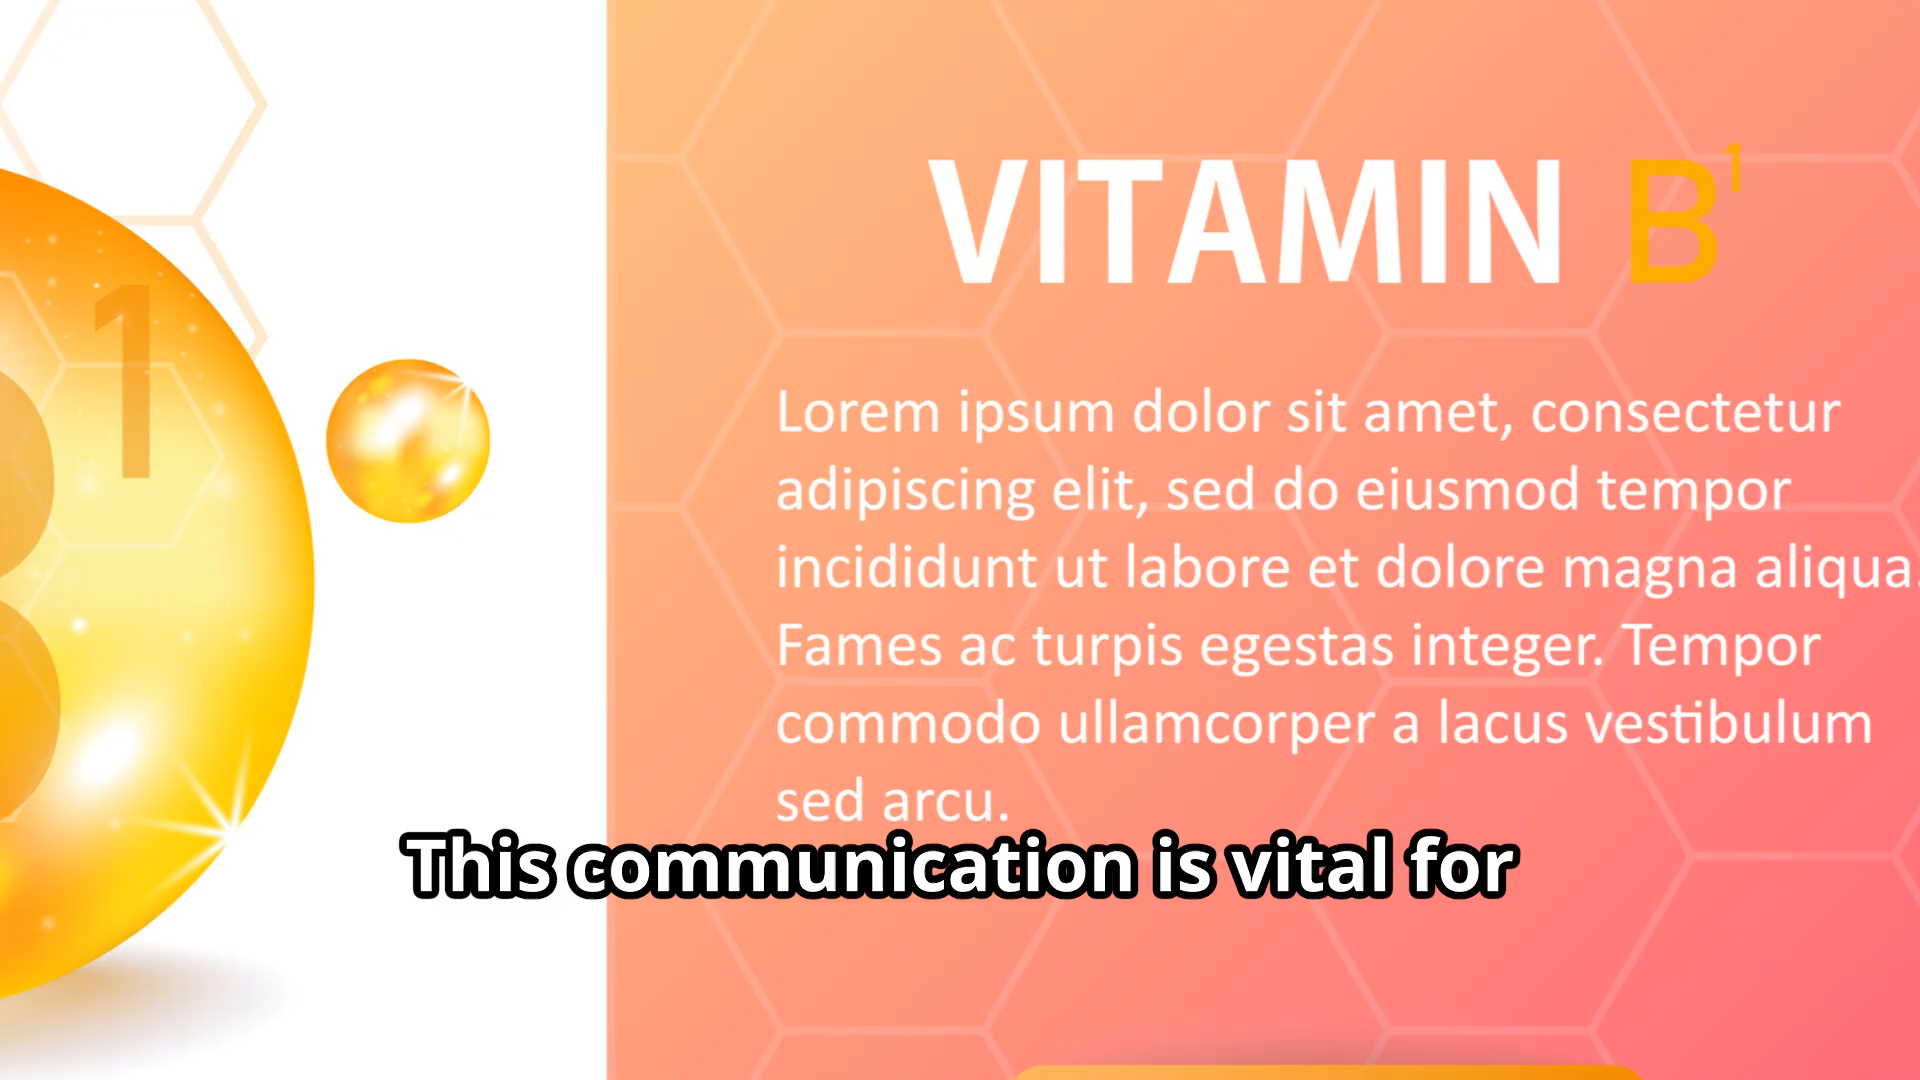 B1
VITAMIN B1
Lorem ipsum dolor sit amet, consectetur
adipiscing elit, sed do eiusmod tempor
incididunt ut labore et dolore magna aliqua.
Fames ac turpis egestas integer. Tempor
commodo ullamcorper a lacus vestibulum
sed arcu.
This communication is vital for